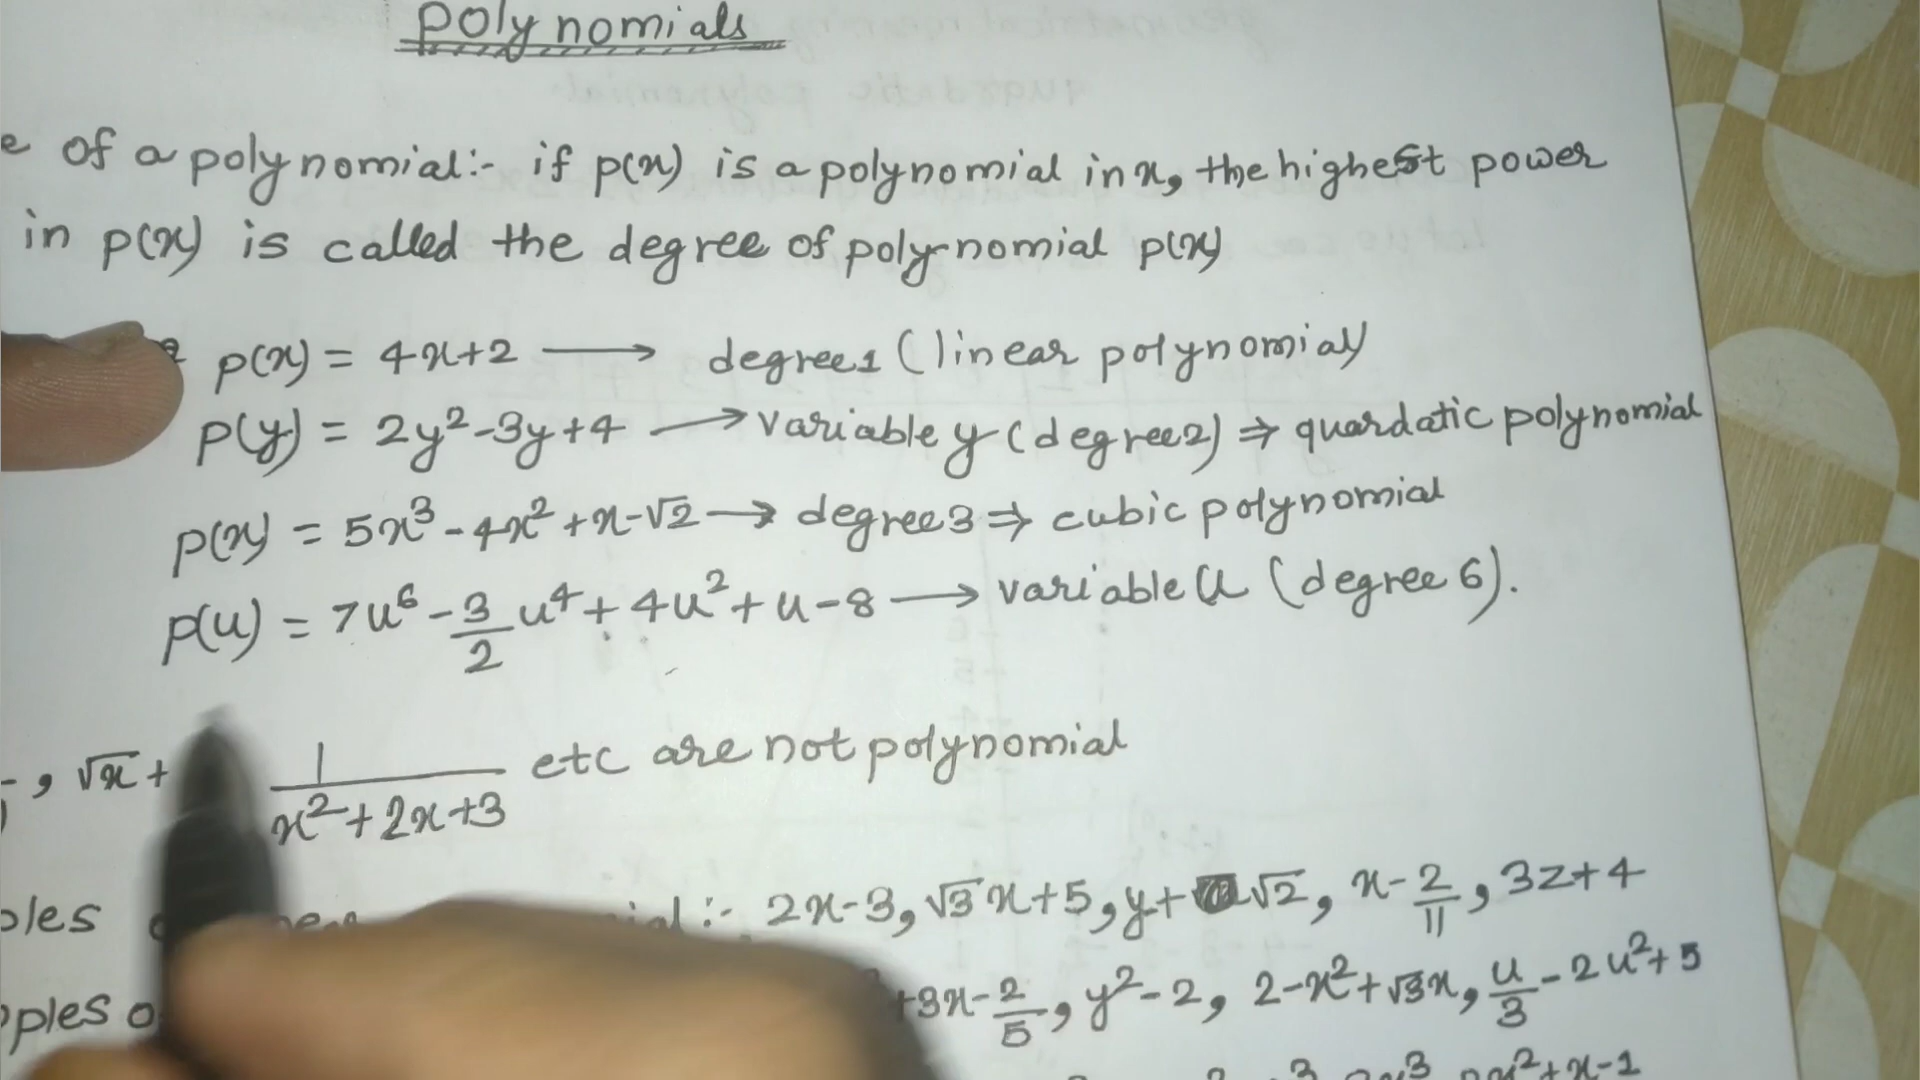 Polynomials
of a polynomial:- if p(x) is a polynomial in x, the highest power
in p(x) is called the degree of polynomial p(x)
p(x) = 4x+2 ⟶ degree1 (linear polynomial)
p(y) = 2y²-3y+4 ⟶ variable y (degree2) ⇒ quardatic polynomial
p(x) = 5x³-4x²+x-√2 ⟶ degree3 ⇒ cubic polynomial
p(u) = 7u⁶-3/2 u⁴+4u²+u-8 ⟶ variable u (degree 6).
, √x+ 1/(x²+2x+3) etc are not polynomial
:- 2x-3, √3x+5, y+√2, x-2/11, 3z+4
+3x-2/5, y²-2, 2-x²+√3x, u/3-2u²+5
+x-1